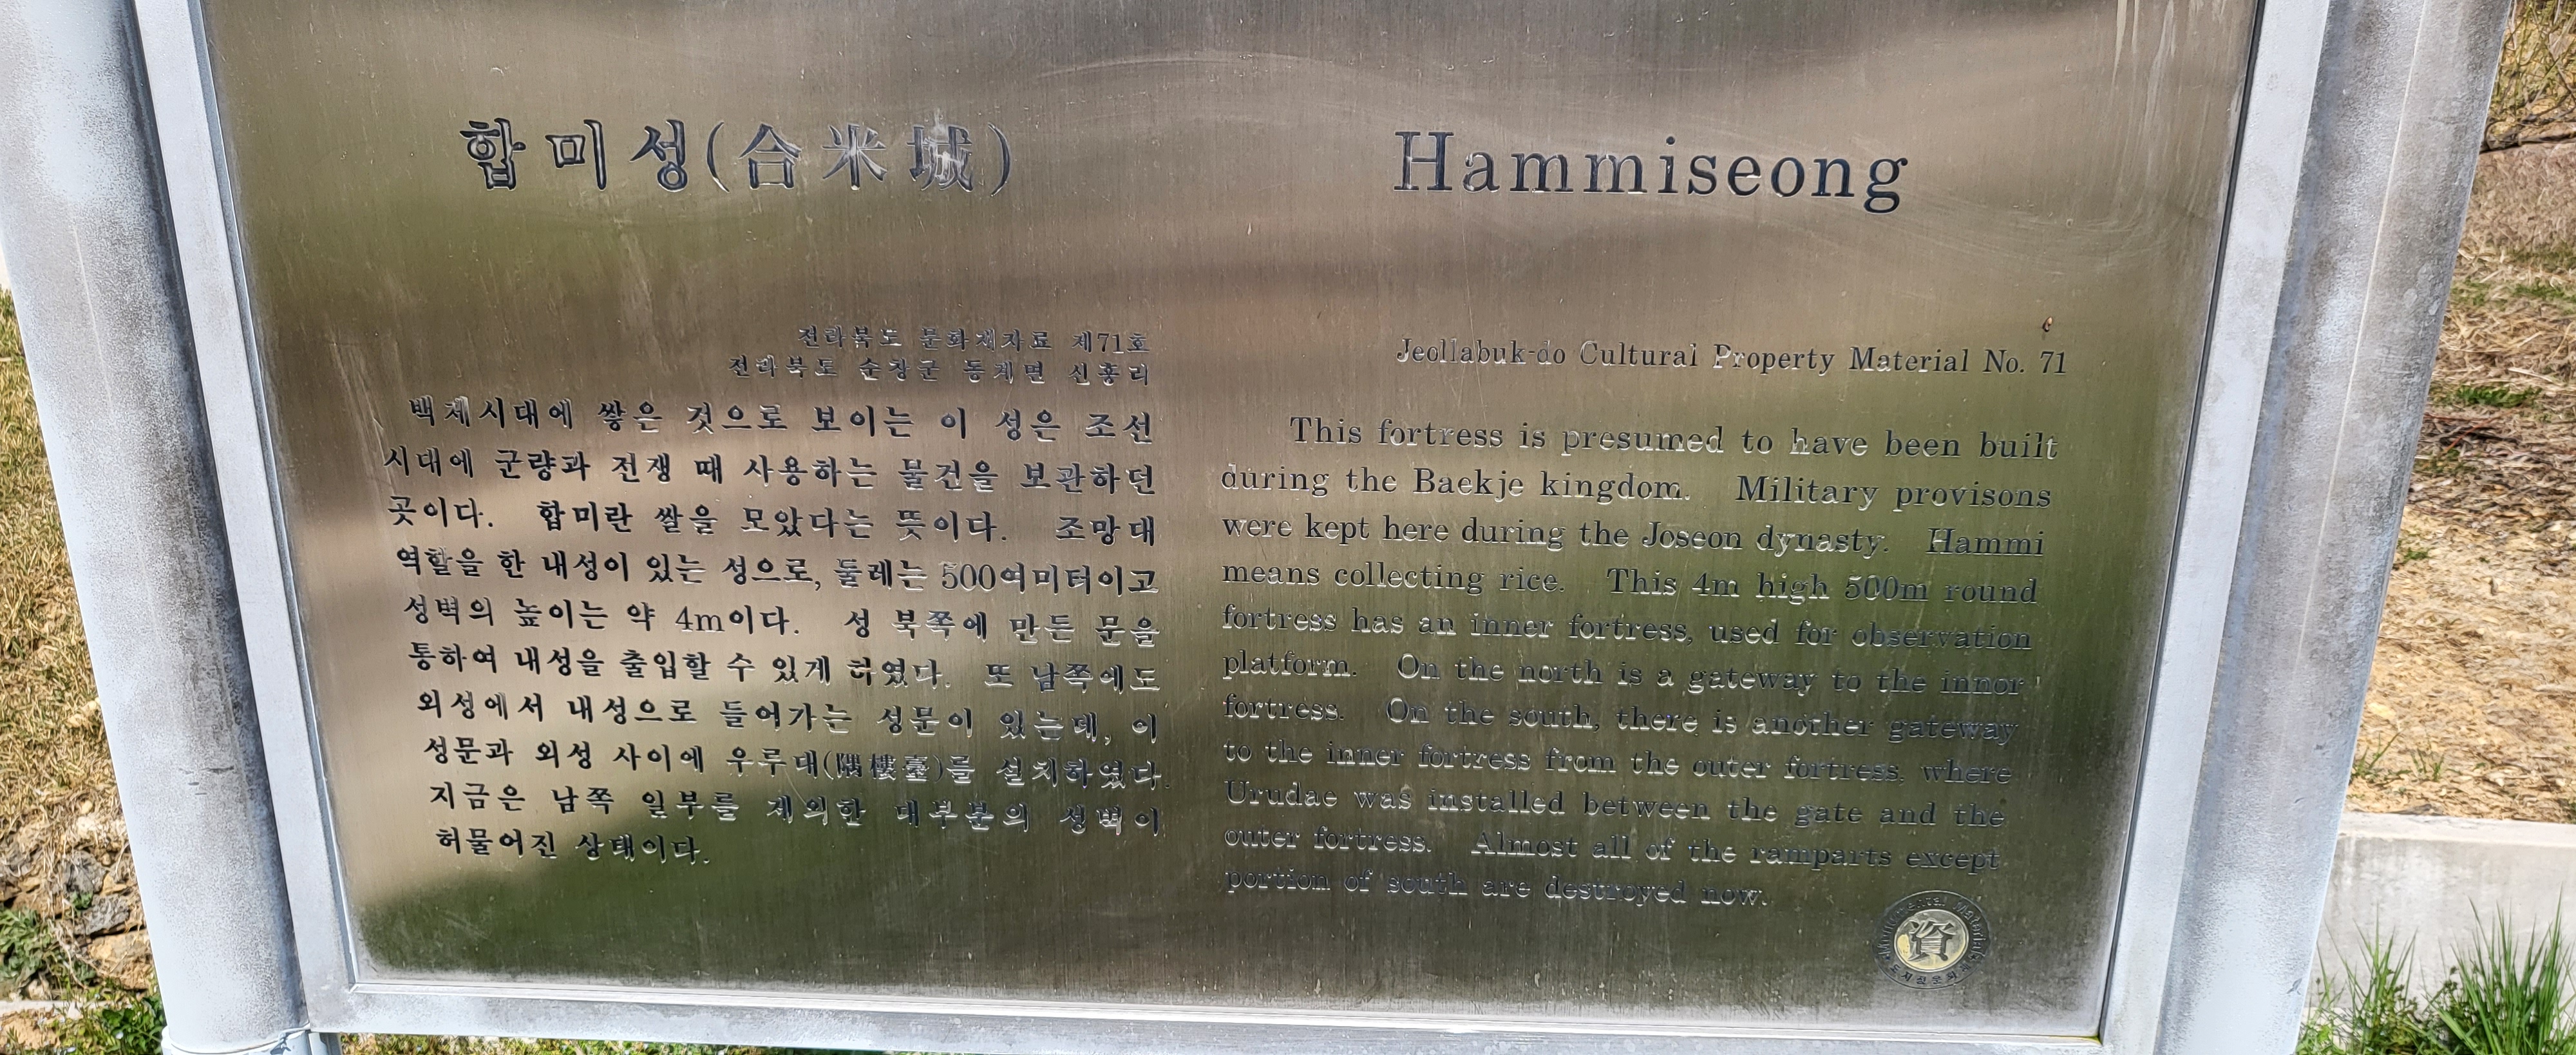 합미성(合米城)
전라북도 문화재자료 제71호
전라북도 순창군 동계면 신흥리
백제시대에 쌓은 것으로 보이는 이 성은 조선
시대에 군량과 전쟁 때 사용하는 물건을 보관하던
곳이다. 합미란 쌀을 모았다는 뜻이다. 조망대
역할을 한 내성이 있는 성으로, 둘레는 500여미터이고
성벽의 높이는 약 4m이다. 성 북쪽에 만든 문을
통하여 내성을 출입할 수 있게 하였다. 또 남쪽에도
외성에서 내성으로 들어가는 성문이 있는데, 이
성문과 외성 사이에 우루대(隅樓臺)를 설치하였다.
지금은 남쪽 일부를 제외한 대부분의 성벽이
허물어진 상태이다.
Hammiseong
Jeollabuk-do Cultural Property Material No. 71
This fortress is presumed to have been built
during the Baekje kingdom. Military provisons
were kept here during the Joseon dynasty. Hammi
means collecting rice. This 4m high 500m round
fortress has an inner fortress, used for observation
platform. On the north is a gateway to the innor
fortress. On the south, there is another gateway
to the inner fortress from the outer fortress, where
Urudae was installed between the gate and the
outer fortress. Almost all of the ramparts except
portion of south are destroyed now.
資